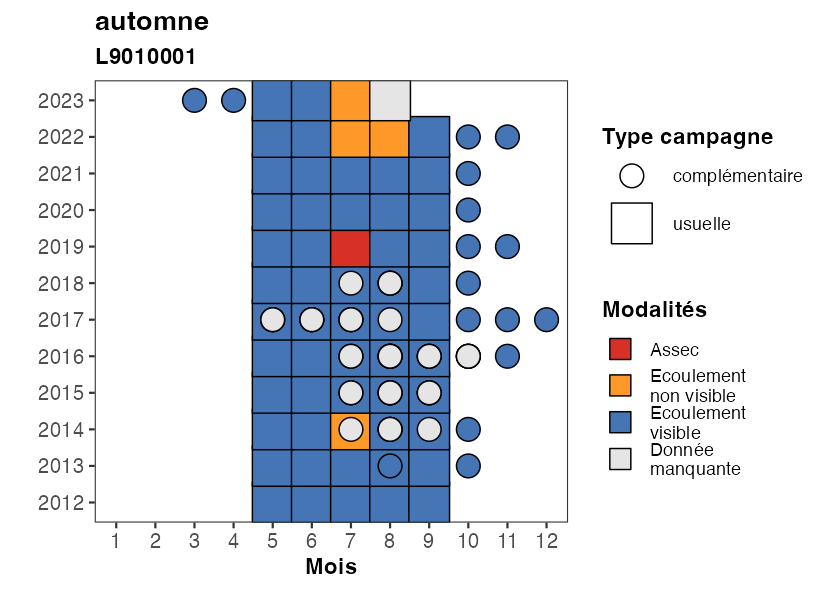 automne
L9010001
2023
2022
2021
2020
2019
2018
2017
2016
2015
2014
2013
2012
1 2 3 4 5 6 7 8 9 10 11 12
Mois
Type campagne
complémentaire
usuelle
Modalités
Assec
Ecoulement
non visible
Ecoulement
visible
Donnée
manquante